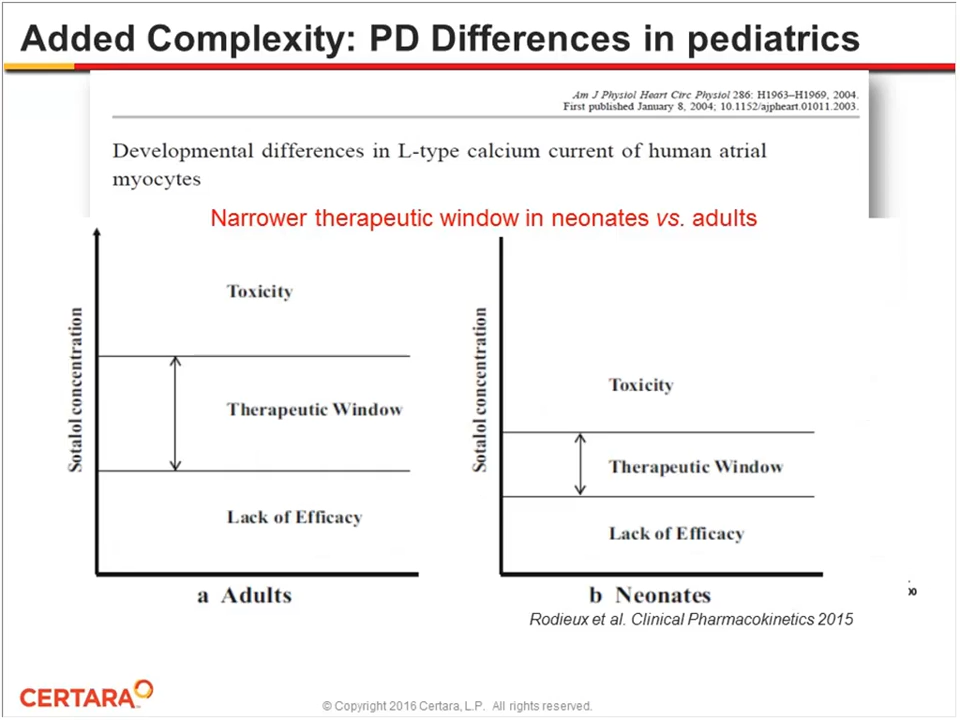 Added Complexity: PD Differences in pediatrics
Am J Physiol Heart Circ Physiol 286: H1963–H1969, 2004.
First published January 8, 2004; 10.1152/ajpheart.01011.2003.
Developmental differences in L-type calcium current of human atrial
myocytes
Narrower therapeutic window in neonates vs. adults
Sotalol concentration
Toxicity
Therapeutic Window
Lack of Efficacy
a Adults
Sotalol concentration
Toxicity
Therapeutic Window
Lack of Efficacy
b Neonates
Rodieux et al. Clinical Pharmacokinetics 2015
CERTARA
© Copyright 2016 Certara, L.P. All rights reserved.